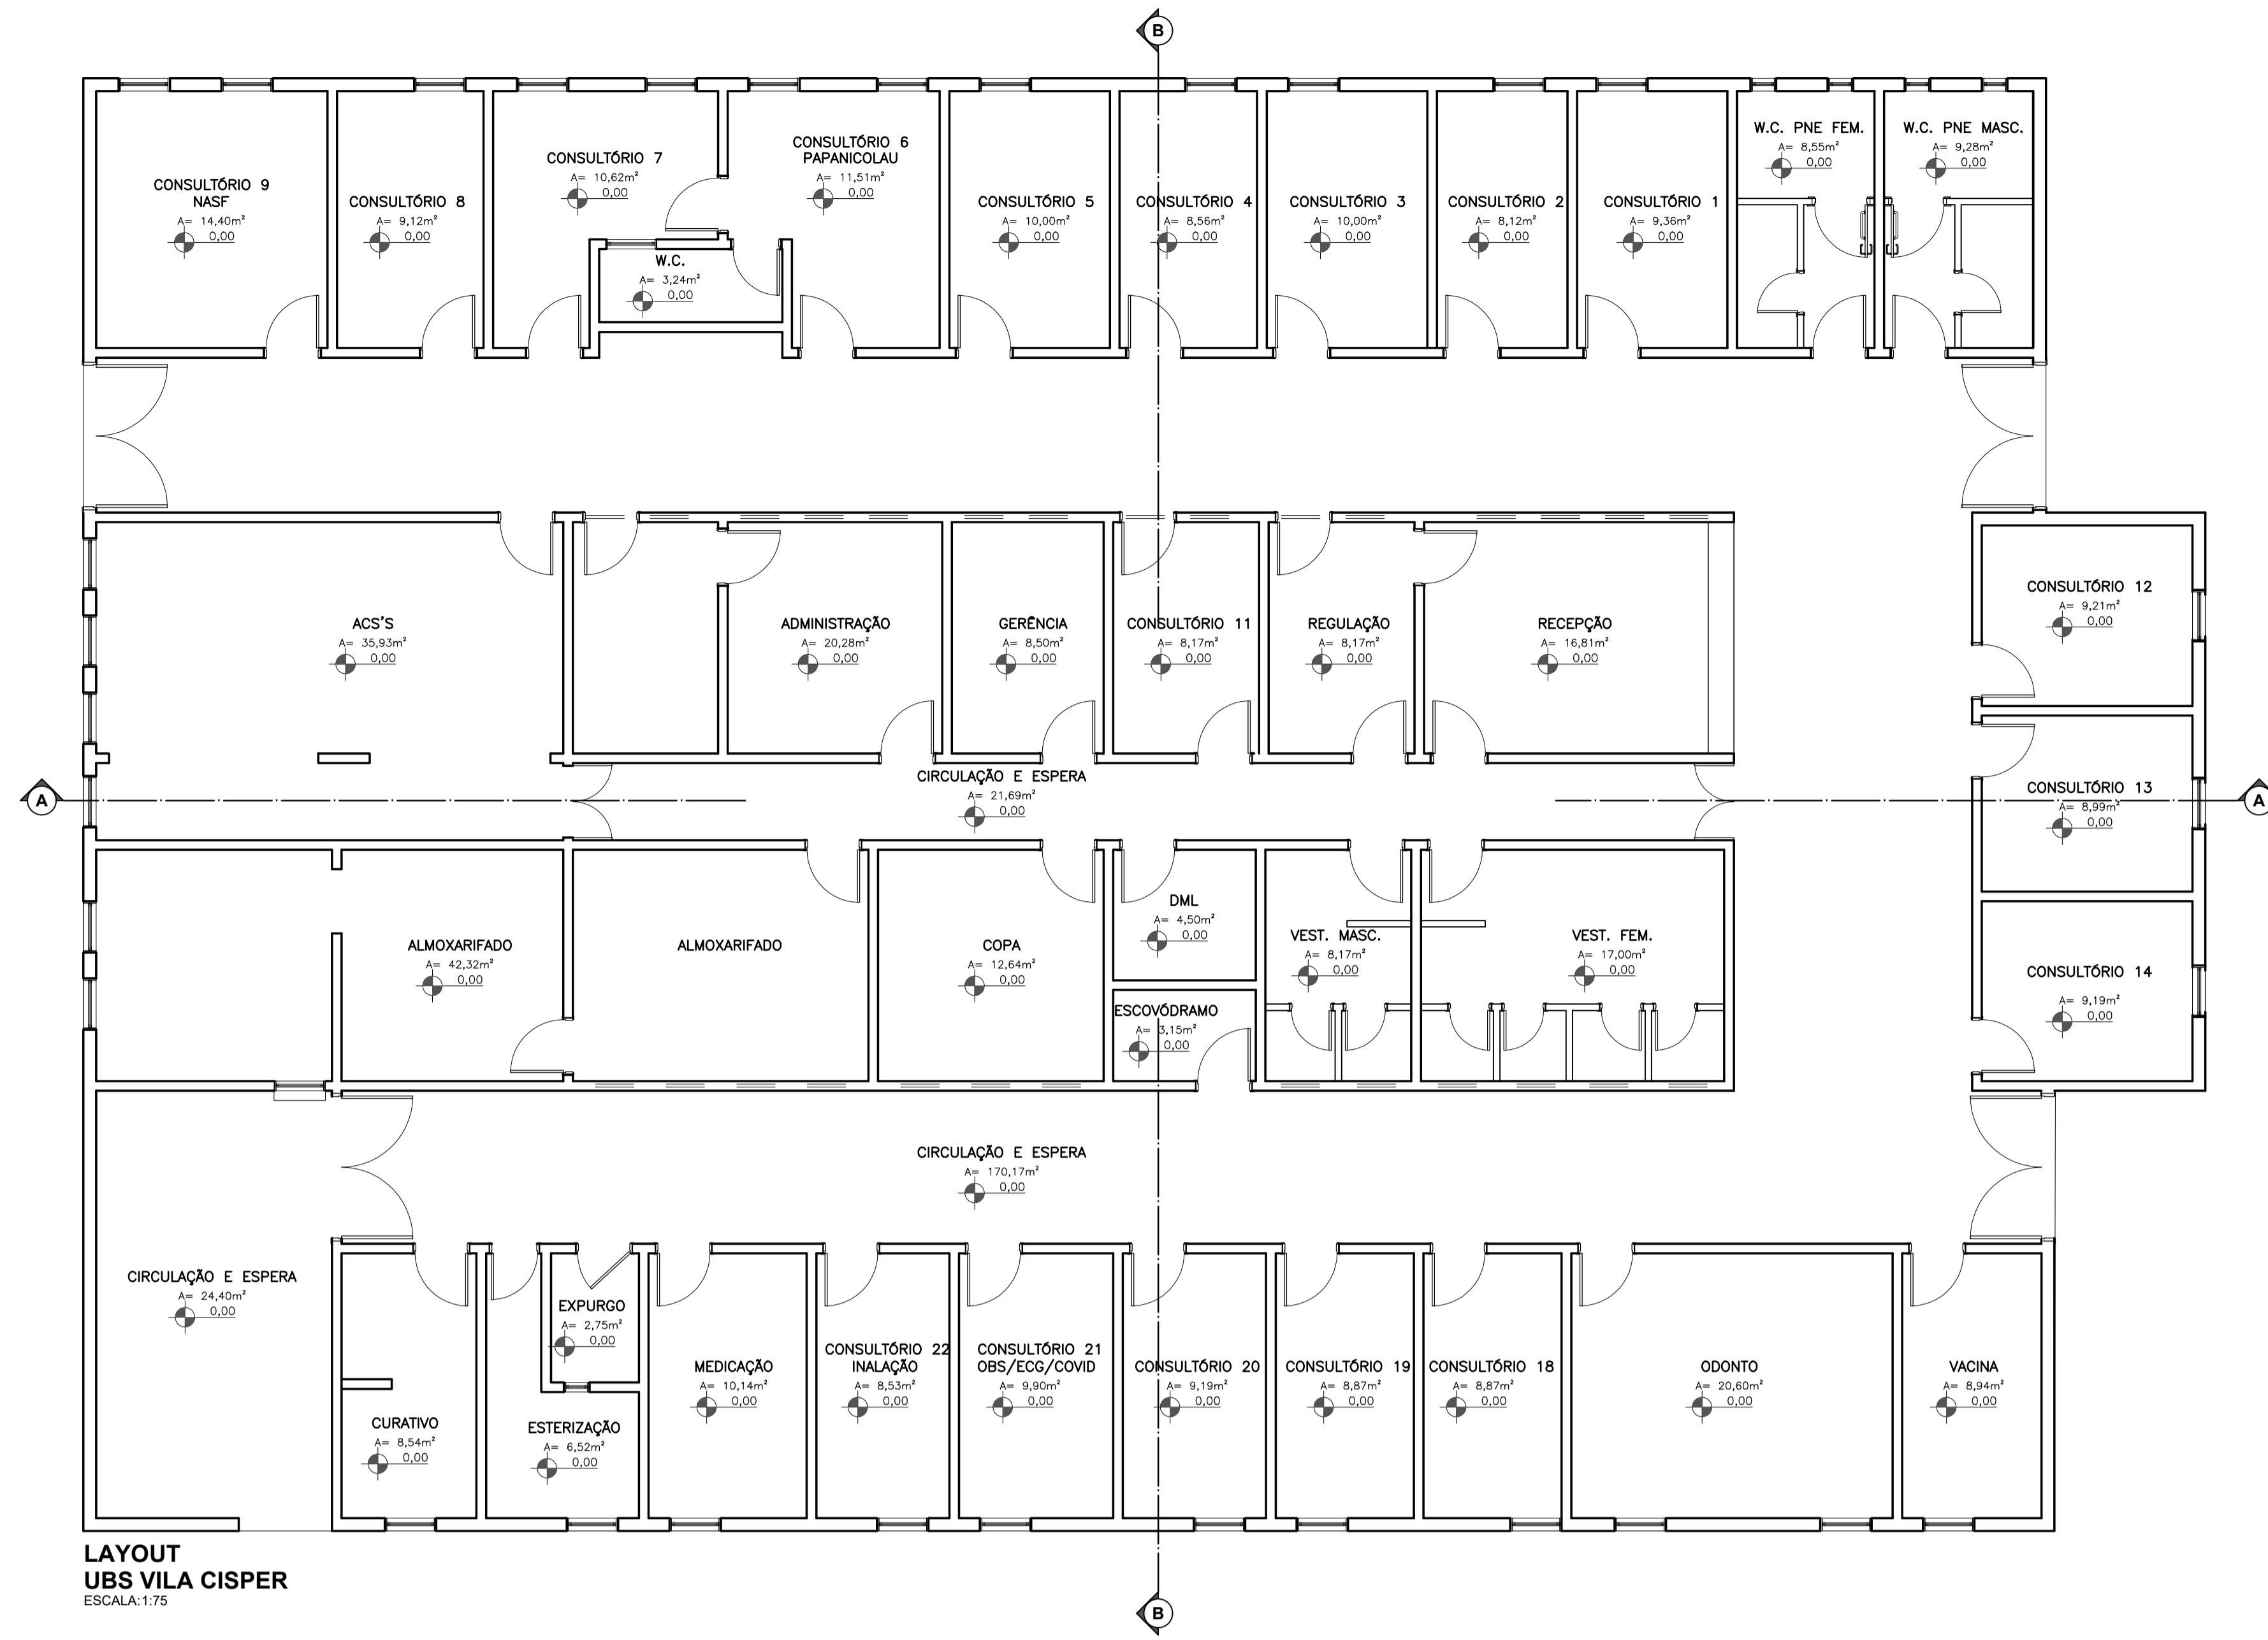 B
CONSULTÓRIO 9
NASF
A= 14,40m²
0,00
CONSULTÓRIO 8
A= 9,12m²
0,00
CONSULTÓRIO 7
A= 10,62m²
0,00
W.C.
A= 3,24m²
0,00
CONSULTÓRIO 6
PAPANICOLAU
A= 11,51m²
0,00
CONSULTÓRIO 5
A= 10,00m²
0,00
CONSULTÓRIO 4
A= 8,56m²
0,00
CONSULTÓRIO 3
A= 10,00m²
0,00
CONSULTÓRIO 2
A= 8,12m²
0,00
CONSULTÓRIO 1
A= 9,36m²
0,00
W.C. PNE FEM.
A= 8,55m²
0,00
W.C. PNE MASC.
A= 9,28m²
0,00
ACS'S
A= 35,93m²
0,00
ADMINISTRAÇÃO
A= 20,28m²
0,00
GERÊNCIA
A= 8,50m²
0,00
CONSULTÓRIO 11
A= 8,17m²
0,00
REGULAÇÃO
A= 8,17m²
0,00
RECEPÇÃO
A= 16,81m²
0,00
CONSULTÓRIO 12
A= 9,21m²
0,00
A
CIRCULAÇÃO E ESPERA
A= 21,69m²
0,00
CONSULTÓRIO 13
A= 8,99m²
0,00
A
ALMOXARIFADO
A= 42,32m²
0,00
ALMOXARIFADO
COPA
A= 12,64m²
0,00
DML
A= 4,50m²
0,00
ESCOVÓDRAMO
A= 3,15m²
0,00
VEST. MASC.
A= 8,17m²
0,00
VEST. FEM.
A= 17,00m²
0,00
CONSULTÓRIO 14
A= 9,19m²
0,00
CIRCULAÇÃO E ESPERA
A= 170,17m²
0,00
CIRCULAÇÃO E ESPERA
A= 24,40m²
0,00
CURATIVO
A= 8,54m²
0,00
EXPURGO
A= 2,75m²
0,00
ESTERIZAÇÃO
A= 6,52m²
0,00
MEDICAÇÃO
A= 10,14m²
0,00
CONSULTÓRIO 22
INALAÇÃO
A= 8,53m²
0,00
CONSULTÓRIO 21
OBS/ECG/COVID
A= 9,90m²
0,00
CONSULTÓRIO 20
A= 9,19m²
0,00
CONSULTÓRIO 19
A= 8,87m²
0,00
CONSULTÓRIO 18
A= 8,87m²
0,00
ODONTO
A= 20,60m²
0,00
VACINA
A= 8,94m²
0,00
LAYOUT
UBS VILA CISPER
ESCALA:1:75
B